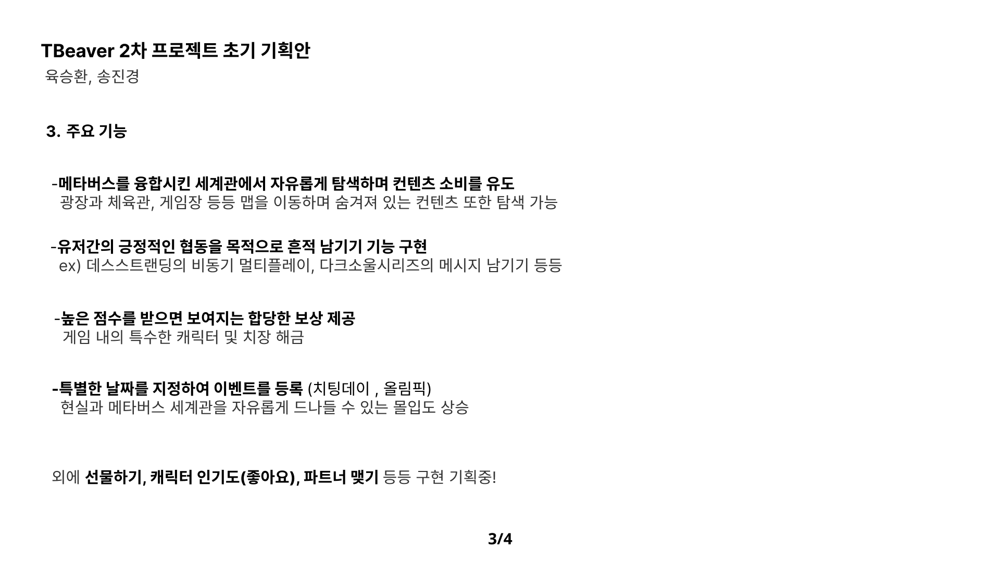 TBeaver 2차 프로젝트 초기 기획안
육승환, 송진경
3. 주요 기능
-메타버스를 융합시킨 세계관에서 자유롭게 탐색하며 컨텐츠 소비를 유도
광장과 체육관, 게임장 등등 맵을 이동하며 숨겨져 있는 컨텐츠 또한 탐색 가능
-유저간의 긍정적인 협동을 목적으로 흔적 남기기 기능 구현
ex) 데스스트랜딩의 비동기 멀티플레이, 다크소울시리즈의 메시지 남기기 등등
-높은 점수를 받으면 보여지는 합당한 보상 제공
게임 내의 특수한 캐릭터 및 치장 해금
-특별한 날짜를 지정하여 이벤트를 등록 (치팅데이 , 올림픽)
현실과 메타버스 세계관을 자유롭게 드나들 수 있는 몰입도 상승
외에 선물하기, 캐릭터 인기도(좋아요), 파트너 맺기 등등 구현 기획중!
3/4